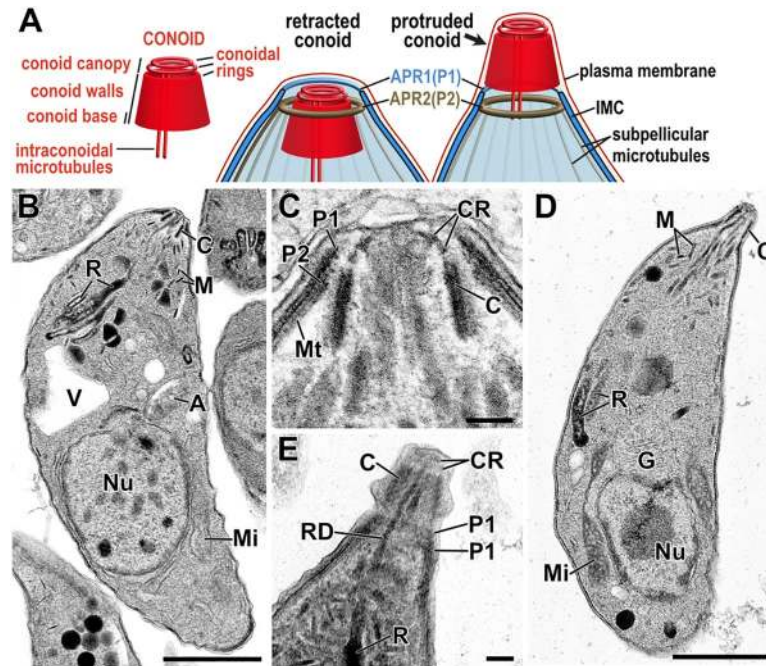 A
CONOID
conoid canopy
conoidal
rings
conoid walls
conoid base
intraconoidal
microtubules
retracted
conoid
protruded
conoid
APR1(P1)
APR2(P2)
plasma membrane
IMC
subpellicular
microtubules
B
C
R
M
V
A
Nu
Mi
C
P1
CR
P2
C
Mt
D
M
C
R
G
Nu
Mi
E
C
CR
RD
P1
P1
R